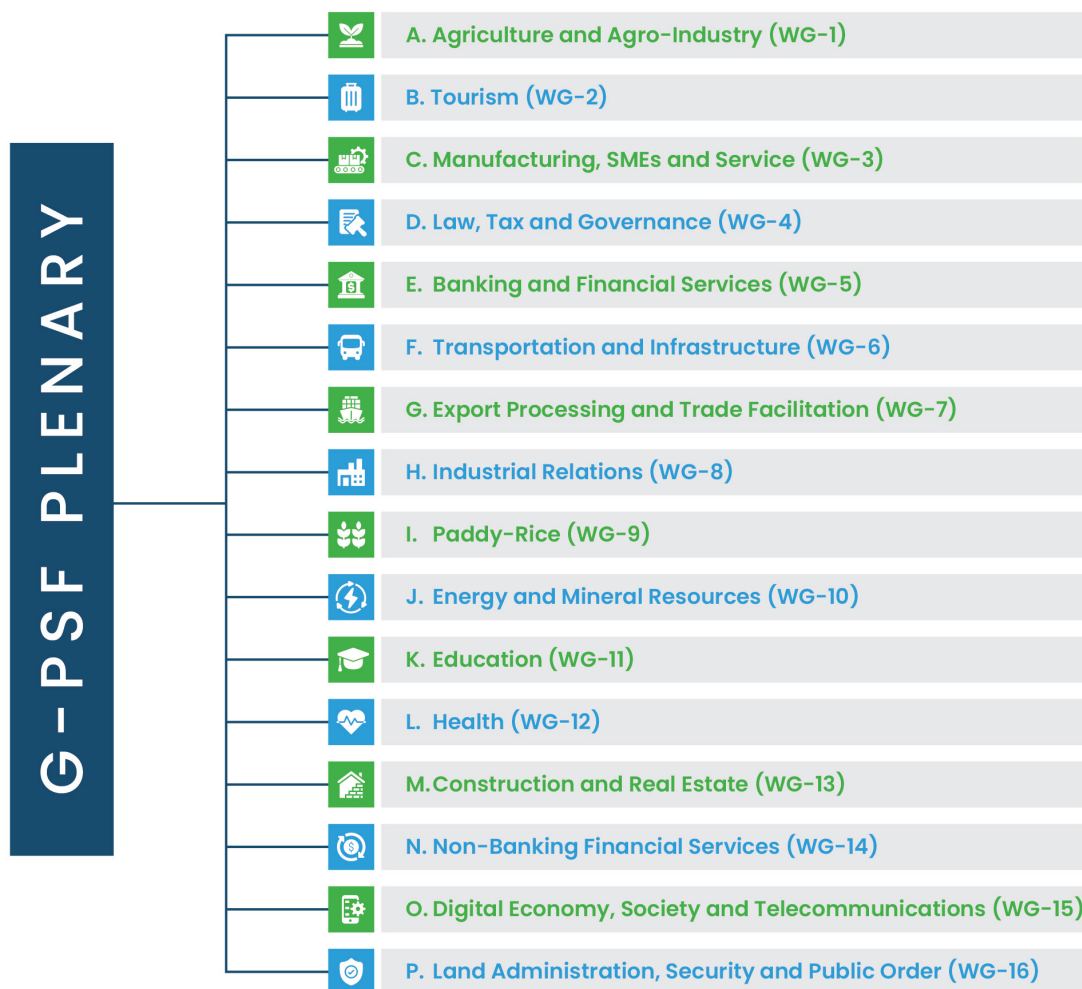 G-PSF PLENARY
A. Agriculture and Agro-Industry (WG-1)
B. Tourism (WG-2)
C. Manufacturing, SMEs and Service (WG-3)
D. Law, Tax and Governance (WG-4)
E. Banking and Financial Services (WG-5)
F. Transportation and Infrastructure (WG-6)
G. Export Processing and Trade Facilitation (WG-7)
H. Industrial Relations (WG-8)
I. Paddy-Rice (WG-9)
J. Energy and Mineral Resources (WG-10)
K. Education (WG-11)
L. Health (WG-12)
M. Construction and Real Estate (WG-13)
N. Non-Banking Financial Services (WG-14)
O. Digital Economy, Society and Telecommunications (WG-15)
P. Land Administration, Security and Public Order (WG-16)